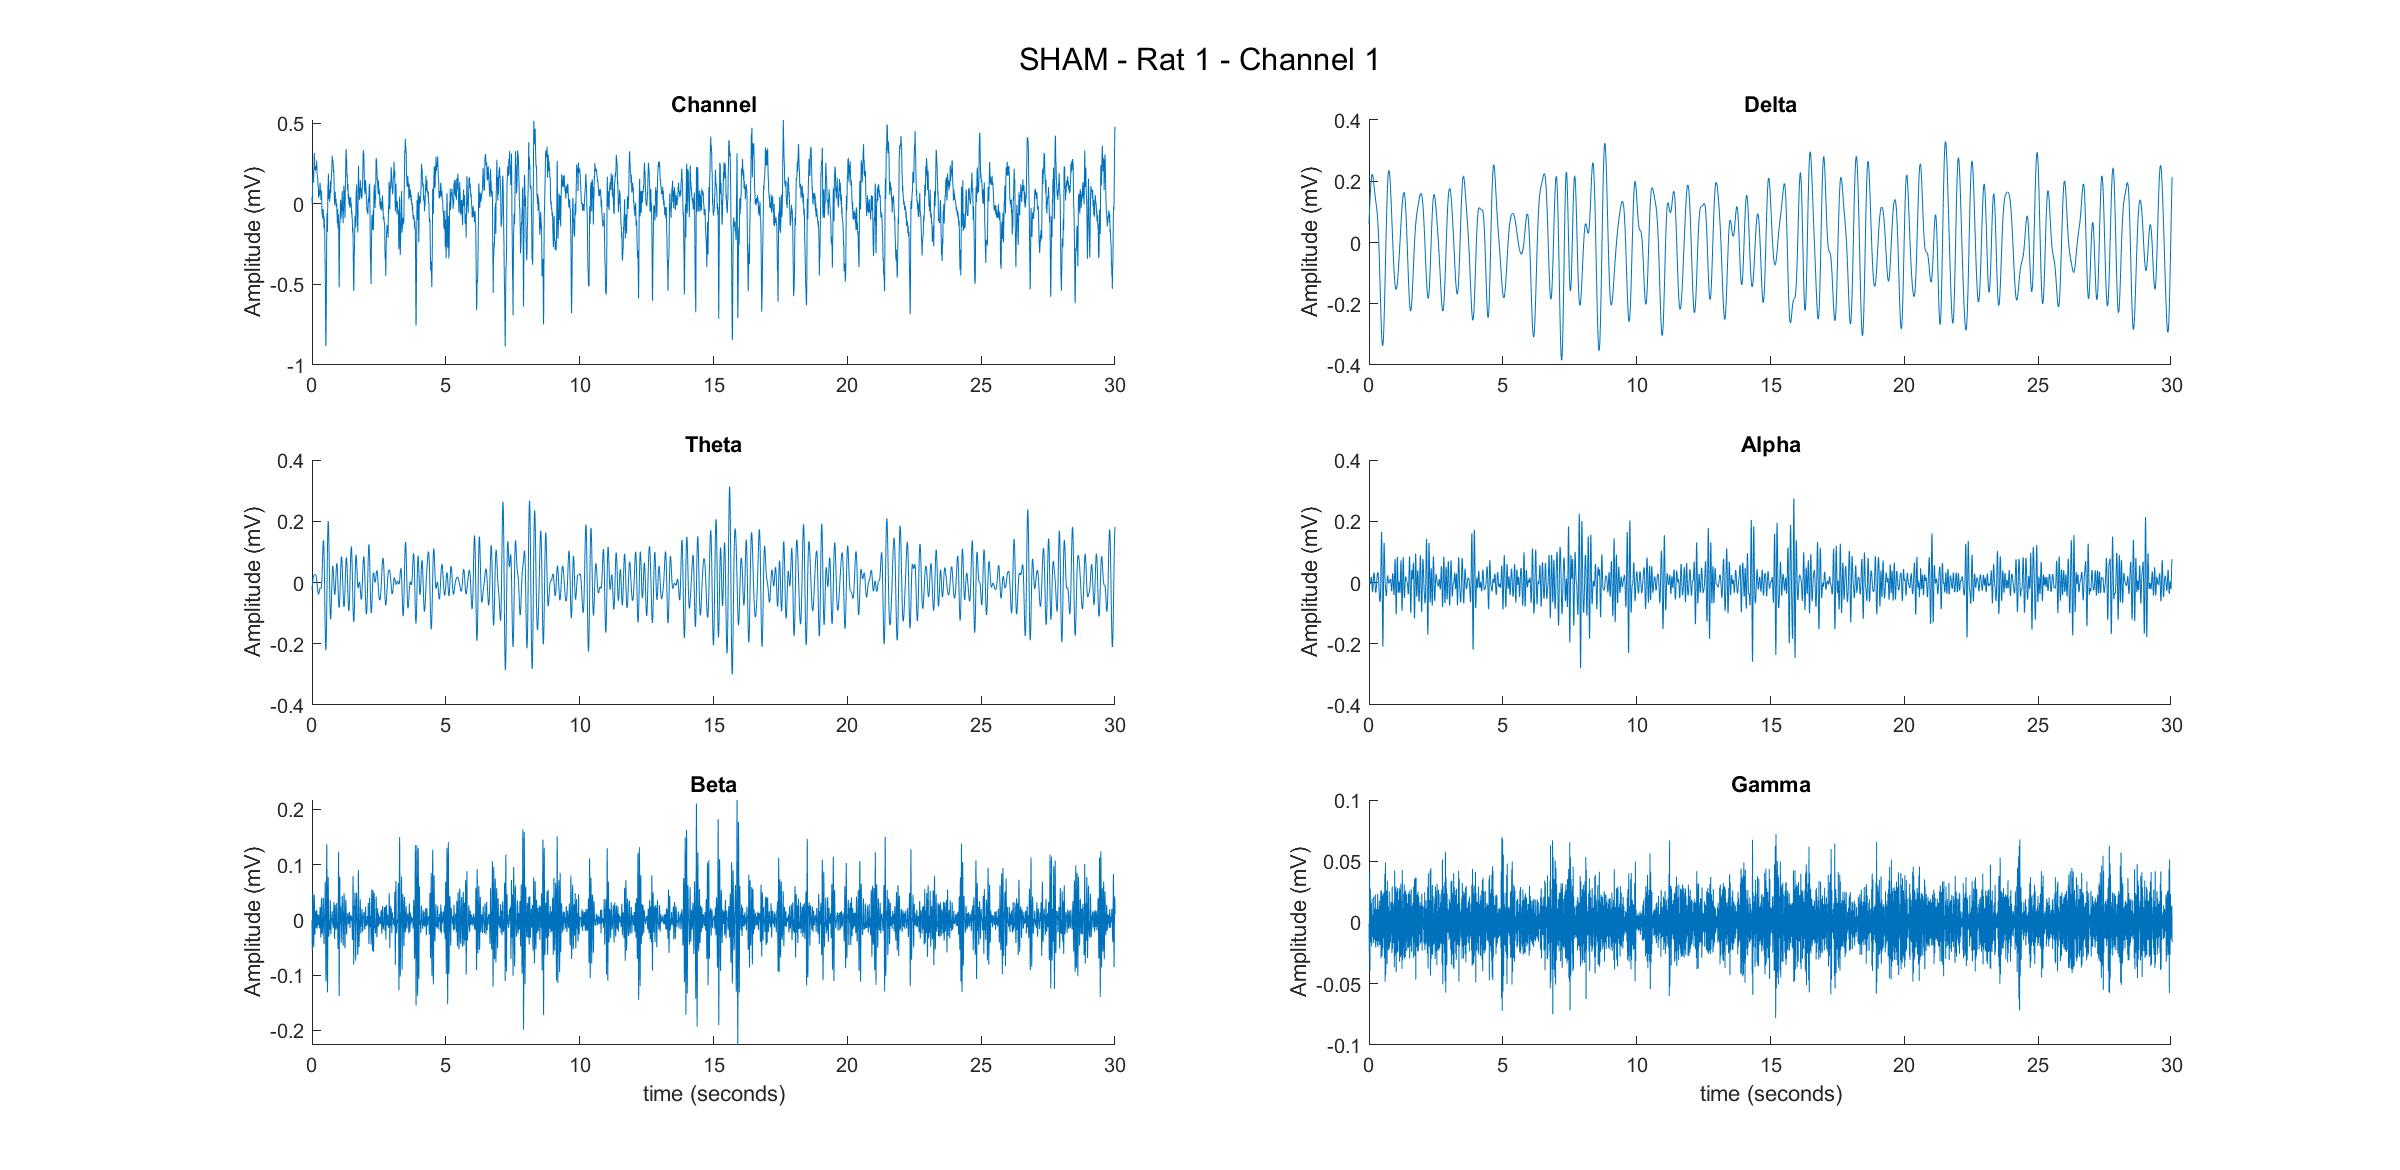 SHAM - Rat 1 - Channel 1
Channel
Amplitude (mV)
0.5
0
-0.5
-1
0 5 10 15 20 25 30
Delta
Amplitude (mV)
0.4
0.2
0
-0.2
-0.4
0 5 10 15 20 25 30
Theta
Amplitude (mV)
0.4
0.2
0
-0.2
-0.4
0 5 10 15 20 25 30
Alpha
Amplitude (mV)
0.4
0.2
0
-0.2
-0.4
0 5 10 15 20 25 30
Beta
Amplitude (mV)
0.2
0.1
0
-0.1
-0.2
0 5 10 15 20 25 30
time (seconds)
Gamma
Amplitude (mV)
0.1
0.05
0
-0.05
-0.1
0 5 10 15 20 25 30
time (seconds)